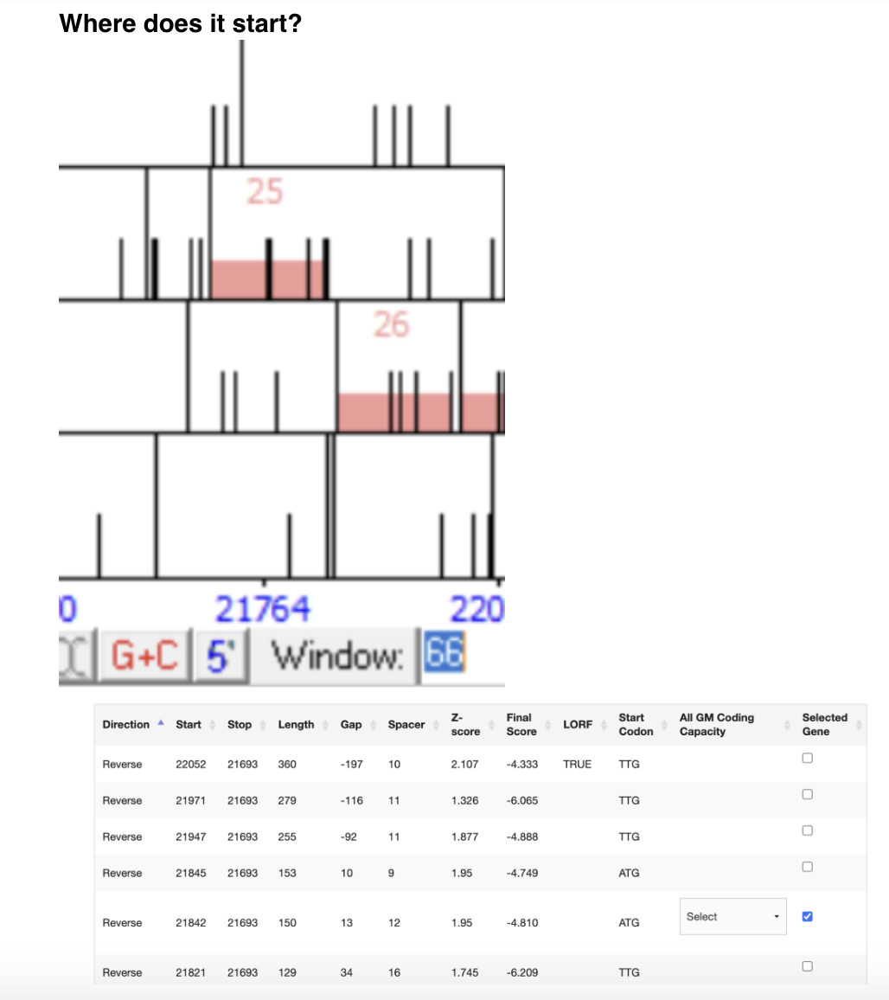 Where does it start?
25
26
0 21764 220
G+C 5' Window: 66
Direction Start Stop Length Gap Spacer Z-score Final Score LORF Start Codon All GM Coding Capacity Selected Gene
Reverse 22052 21693 360 -197 10 2.107 -4.333 TRUE TTG
Reverse 21971 21693 279 -116 11 1.326 -6.065 TTG
Reverse 21947 21693 255 -92 11 1.877 -4.888 TTG
Reverse 21845 21693 153 10 9 1.95 -4.749 ATG
Reverse 21842 21693 150 13 12 1.95 -4.810 ATG Select
Reverse 21821 21693 129 34 16 1.745 -6.209 TTG